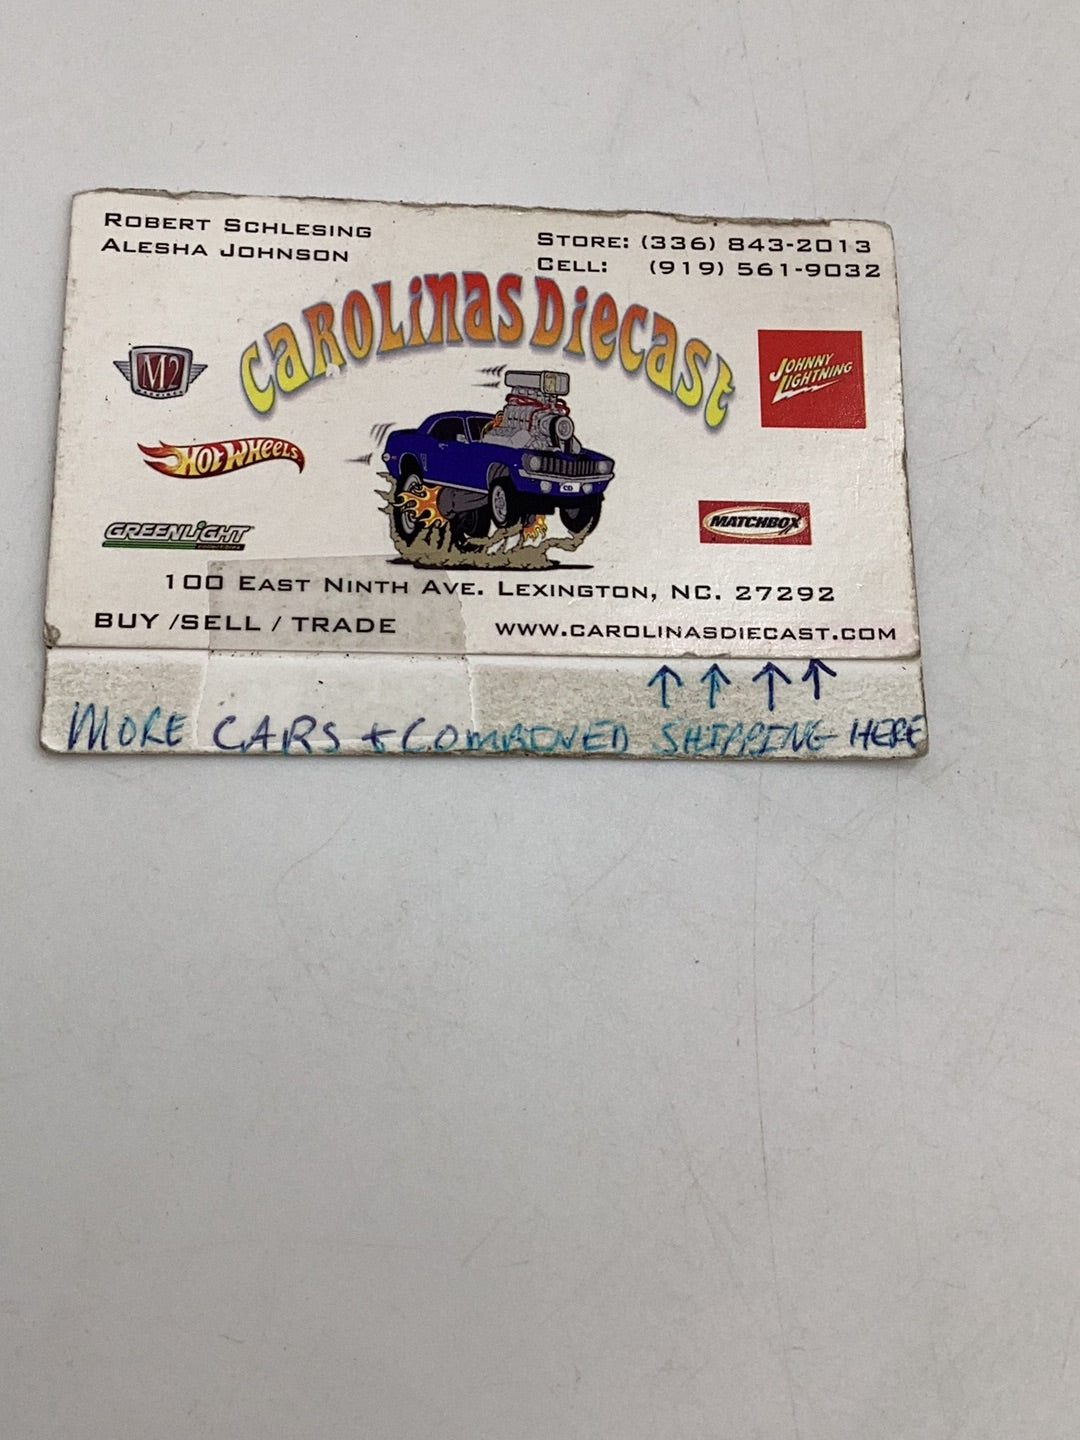 ROBERT SCHLESING
ALESHA JOHNSON
STORE: (336) 843-2013
CELL: (919) 561-9032
CAROLINAS DIECAST
M2
JOHNNY LIGHTNING
HOT WHEELS
GREENLIGHT
CD
MATCHBOX
100 EAST NINTH AVE. LEXINGTON, NC. 27292
BUY /SELL / TRADE
WWW.CAROLINASDIECAST.COM
↑ ↑ ↑ ↑
MORE CARS + COMBINED SHIPPING HERE